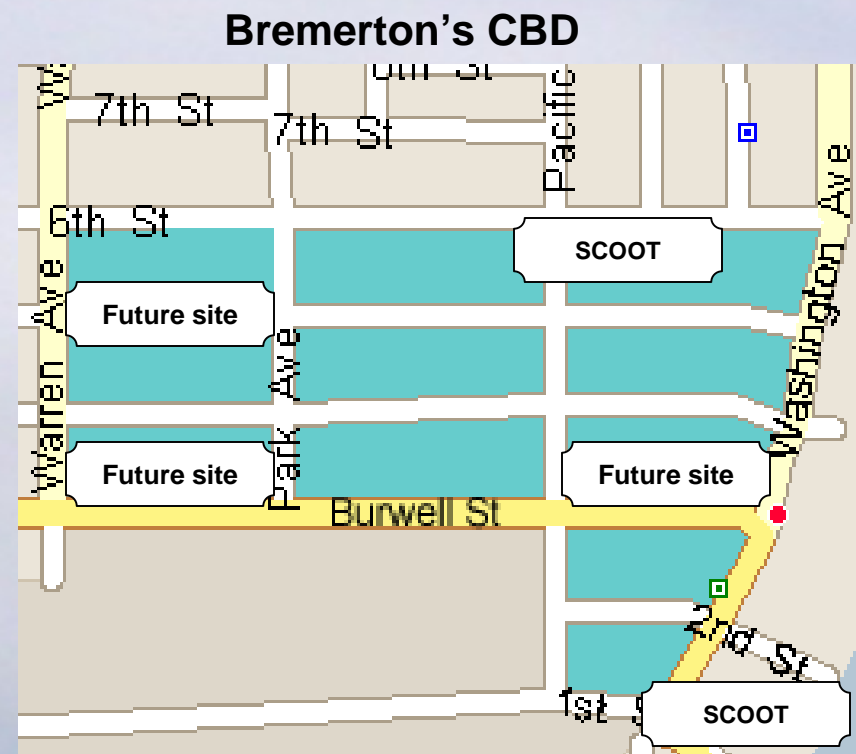 Bremerton's CBD
7th St
7th St
Pacific
6th St
SCOOT
Washington Ave
Warren Ave
Future site
Park Ave
Future site
Future site
Burwell St
2nd St
1st
SCOOT